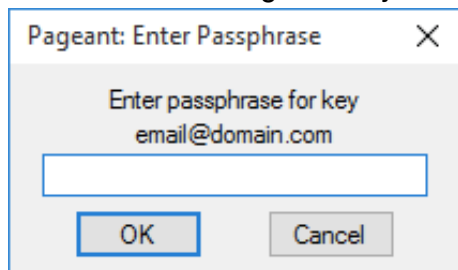 Pageant: Enter Passphrase
Enter passphrase for key
email@domain.com
OK Cancel